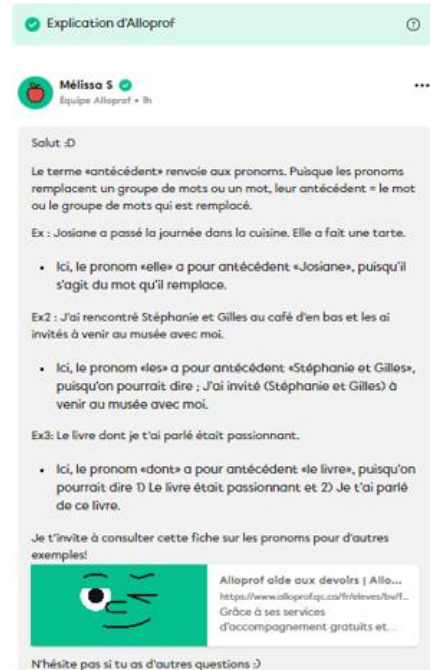 Explication d'Alloprof
Mélissa S
Équipe Alloprof • 1h
Salut :D
Le terme «antécédent» renvoie aux pronoms. Puisque les pronoms
remplacent un groupe de mots ou un mot, leur antécédent = le mot
ou le groupe de mots qui est remplacé.
Ex : Josiane a passé la journée dans la cuisine. Elle a fait une tarte.
• Ici, le pronom «elle» a pour antécédent «Josiane», puisqu'il
s'agit du mot qu'il remplace.
Ex2 : J'ai rencontré Stéphanie et Gilles au café d'en bas et les ai
invités à venir au musée avec moi.
• Ici, le pronom «les» a pour antécédent «Stéphanie et Gilles»,
puisqu'on pourrait dire ; J'ai invité (Stéphanie et Gilles) à
venir au musée avec moi.
Ex3: Le livre dont je t'ai parlé était passionnant.
• Ici, le pronom «dont» a pour antécédent «le livre», puisqu'on
pourrait dire 1) Le livre était passionnant et 2) Je t'ai parlé
de ce livre.
Je t'invite à consulter cette fiche sur les pronoms pour d'autres
exemples!
Alloprof aide aux devoirs | Allo...
https://www.alloprof.qc.ca/fr/eleves/bv/f...
Grâce à ses services
d'accompagnement gratuits et...
N'hésite pas si tu as d'autres questions :)